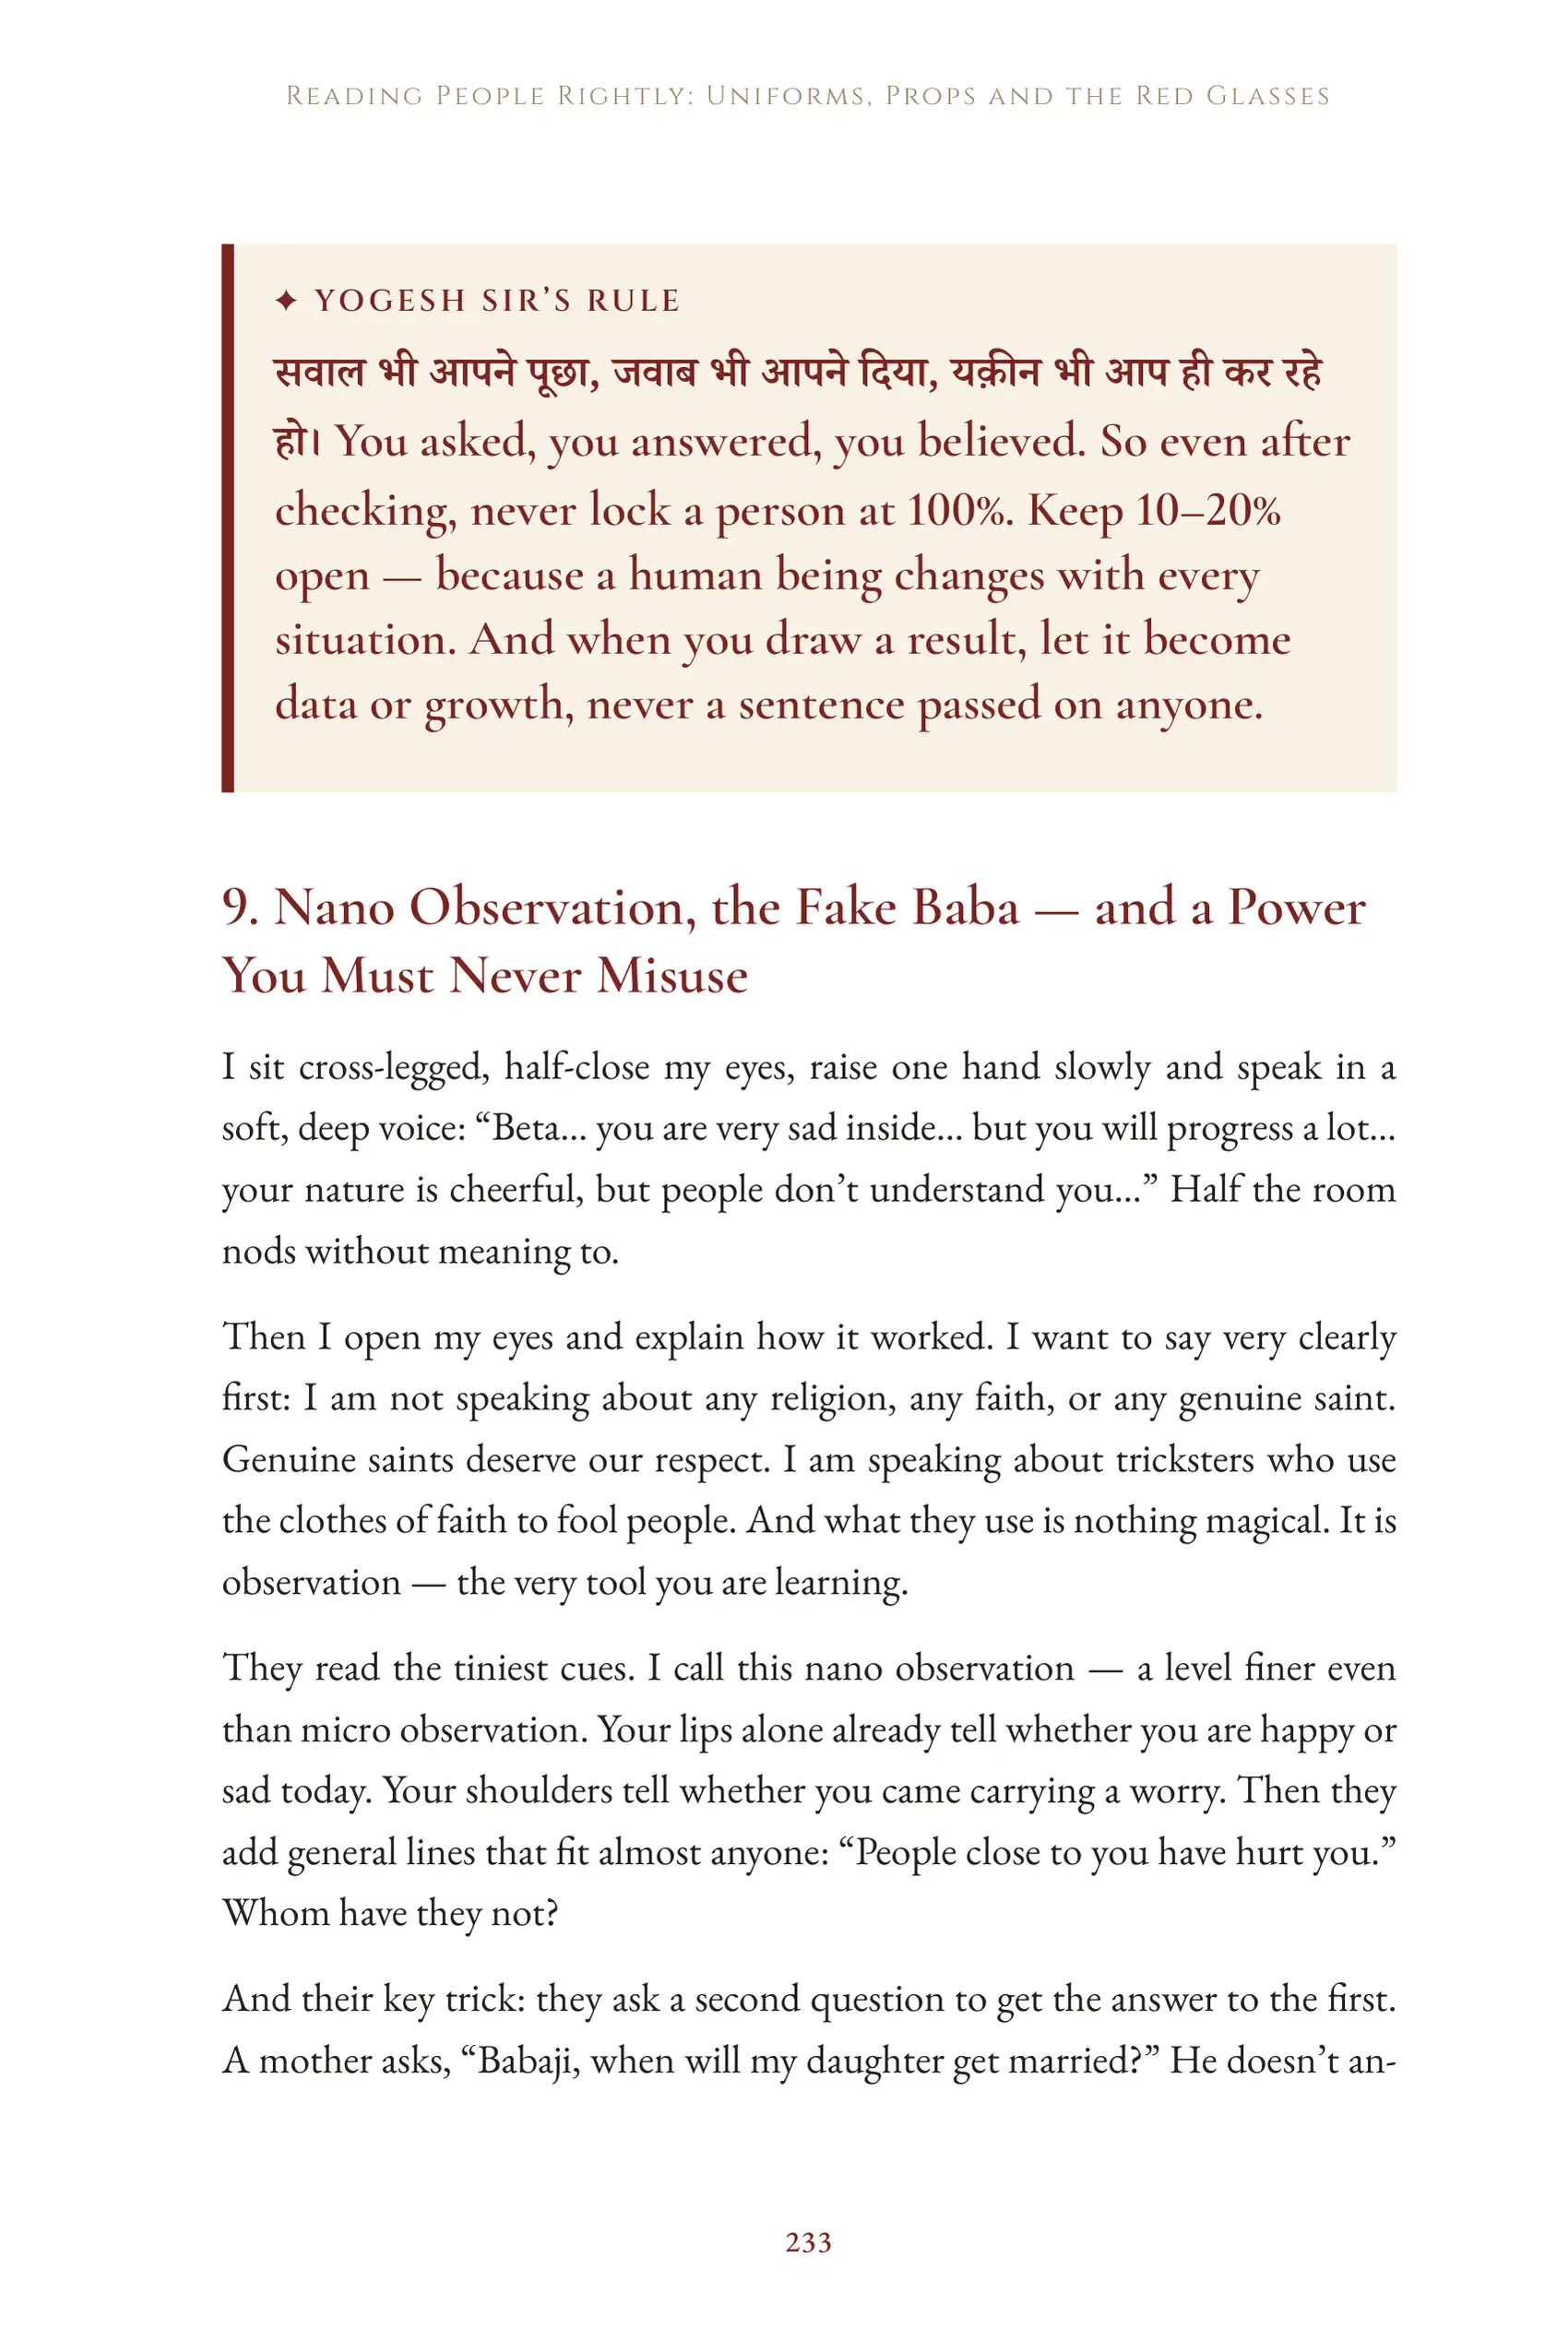 Reading People Rightly: Uniforms, Props and the Red Glasses
✦ YOGESH SIR’S RULE
सवाल भी आपने पूछा, जवाब भी आपने दिया, यक़ीन भी आप ही कर रहे
हो। You asked, you answered, you believed. So even after
checking, never lock a person at 100%. Keep 10–20%
open — because a human being changes with every
situation. And when you draw a result, let it become
data or growth, never a sentence passed on anyone.
9. Nano Observation, the Fake Baba — and a Power
You Must Never Misuse
I sit cross-legged, half-close my eyes, raise one hand slowly and speak in a
soft, deep voice: “Beta… you are very sad inside… but you will progress a lot…
your nature is cheerful, but people don’t understand you…” Half the room
nods without meaning to.
Then I open my eyes and explain how it worked. I want to say very clearly
first: I am not speaking about any religion, any faith, or any genuine saint.
Genuine saints deserve our respect. I am speaking about tricksters who use
the clothes of faith to fool people. And what they use is nothing magical. It is
observation — the very tool you are learning.
They read the tiniest cues. I call this nano observation — a level finer even
than micro observation. Your lips alone already tell whether you are happy or
sad today. Your shoulders tell whether you came carrying a worry. Then they
add general lines that fit almost anyone: “People close to you have hurt you.”
Whom have they not?
And their key trick: they ask a second question to get the answer to the first.
A mother asks, “Babaji, when will my daughter get married?” He doesn’t an-
233